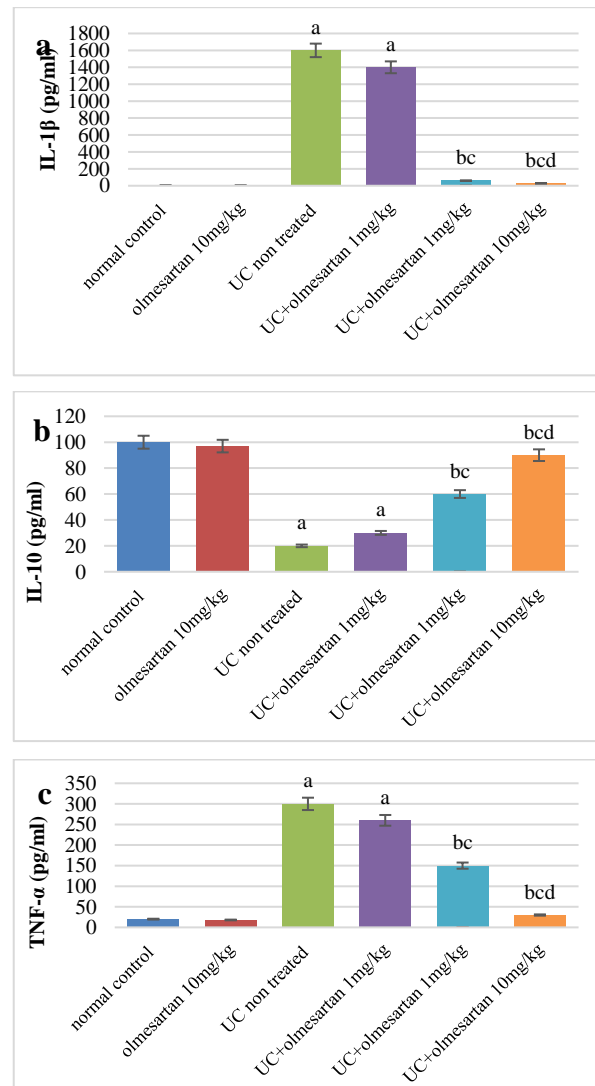 a
IL-1β (pg/ml)
1800
1600
1400
1200
1000
800
600
400
200
0
a
a
bc
bcd
normal control
olmesartan 10mg/kg
UC non treated
UC+olmesartan 1mg/kg
UC+olmesartan 1mg/kg
UC+olmesartan 10mg/kg
b
IL-10 (pg/ml)
120
100
80
60
40
20
0
a
a
bc
bcd
normal control
olmesartan 10mg/kg
UC non treated
UC+olmesartan 1mg/kg
UC+olmesartan 1mg/kg
UC+olmesartan 10mg/kg
c
TNF-α (pg/ml)
350
300
250
200
150
100
50
0
a
a
bc
bcd
normal control
olmesartan 10mg/kg
UC non treated
UC+olmesartan 1mg/kg
UC+olmesartan 1mg/kg
UC+olmesartan 10mg/kg